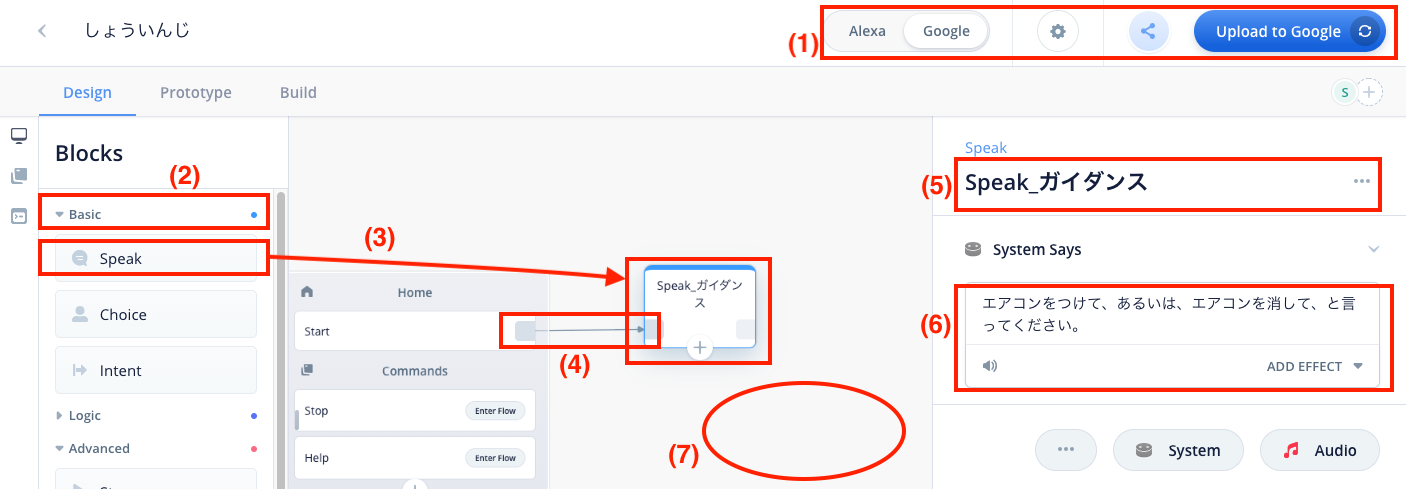 しょういんじ
(1)
Alexa
Google
Upload to Google
Design
Prototype
Build
S
Blocks
(2)
Basic
Speak
Choice
Intent
Logic
Advanced
(3)
Home
Start
(4)
Commands
Stop
Enter Flow
Help
Enter Flow
Speak_ガイダン
ス
(7)
Speak
(5)
Speak_ガイダンス
System Says
(6)
エアコンをつけて、あるいは、エアコンを消して、と言
ってください。
ADD EFFECT
System
Audio